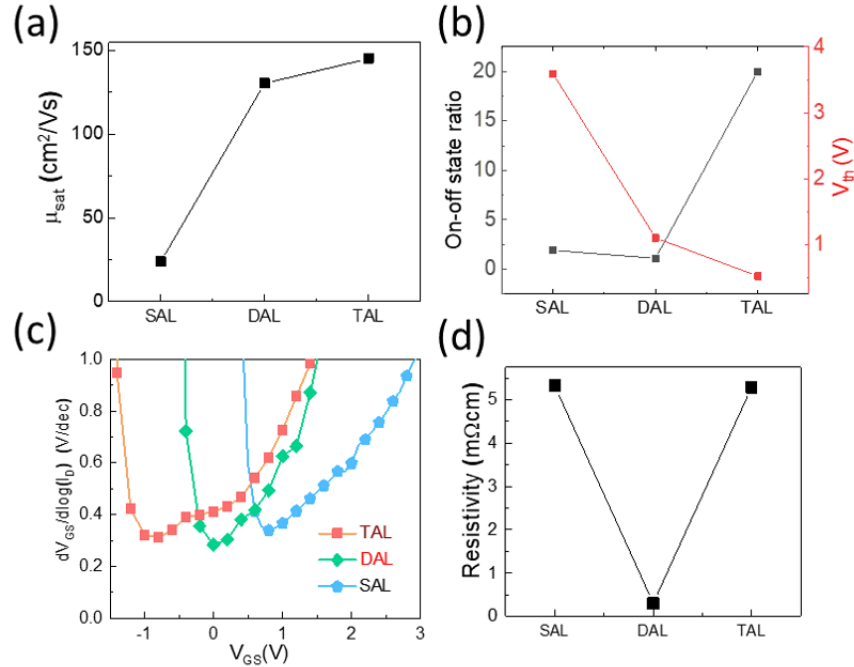 (a)
150
100
50
0
μsat (cm²/Vs)
SAL DAL TAL
(b)
20
15
10
5
0
On-off state ratio
4
3
2
1
Vth (V)
SAL DAL TAL
(c)
1.0
0.8
0.6
0.4
0.2
0.0
dVGS/dlog(ID) (V/dec)
TAL
DAL
SAL
-1 0 1 2 3
VGS(V)
(d)
5
4
3
2
1
0
Resistivity (mΩcm)
SAL DAL TAL